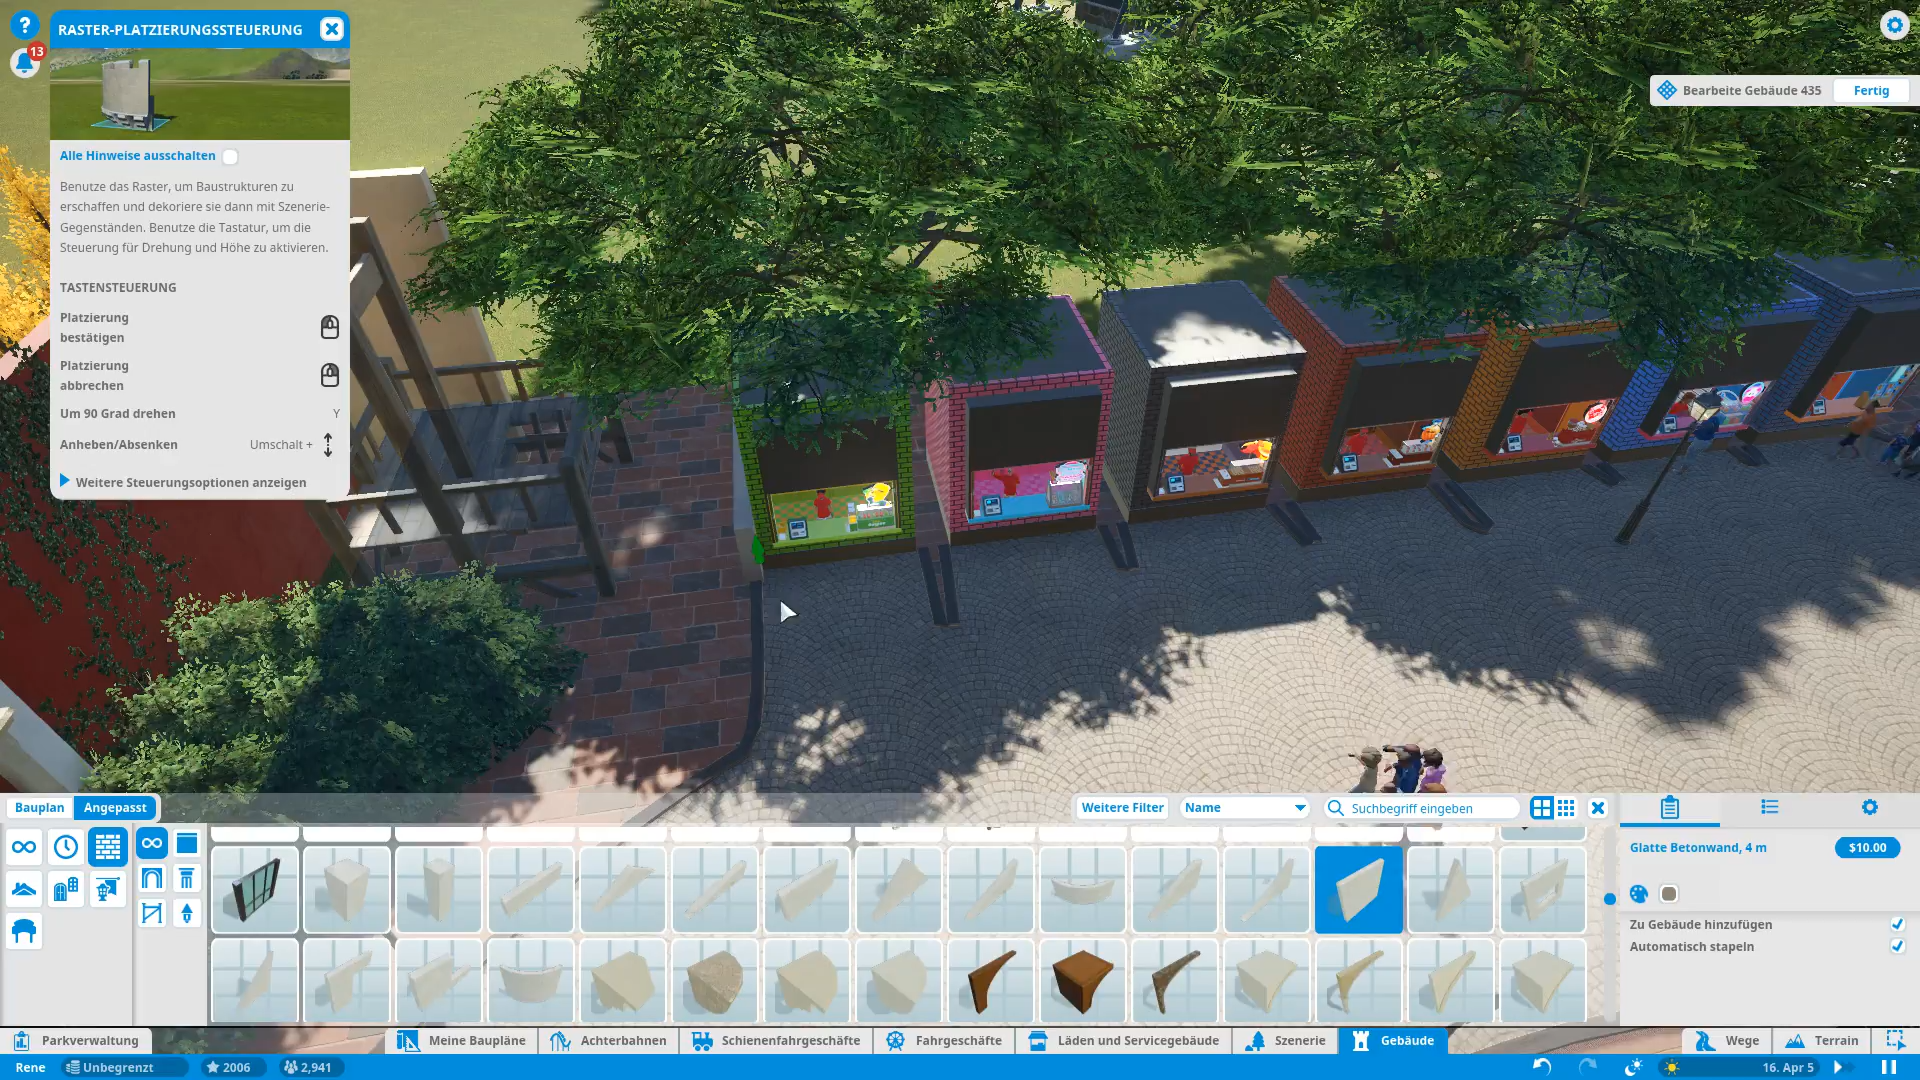 ?
RASTER-PLATZIERUNGSSTEUERUNG
13
Alle Hinweise ausschalten
Benutze das Raster, um Baustrukturen zu
erschaffen und dekoriere sie dann mit Szenerie-
Gegenständen. Benutze die Tastatur, um die
Steuerung für Drehung und Höhe zu aktivieren.
TASTENSTEUERUNG
Platzierung
bestätigen
Platzierung
abbrechen
Um 90 Grad drehen Y
Anheben/Absenken Umschalt +
Weitere Steuerungsoptionen anzeigen
Bearbeite Gebäude 435 Fertig
Bauplan Angepasst
Weitere Filter Name Suchbegriff eingeben
Glatte Betonwand, 4 m $10.00
Zu Gebäude hinzufügen
Automatisch stapeln
Parkverwaltung Meine Baupläne Achterbahnen Schienenfahrgeschäfte Fahrgeschäfte Läden und Servicegebäude Szenerie Gebäude Wege Terrain
Rene Unbegrenzt 2006 2,941 16. Apr 5